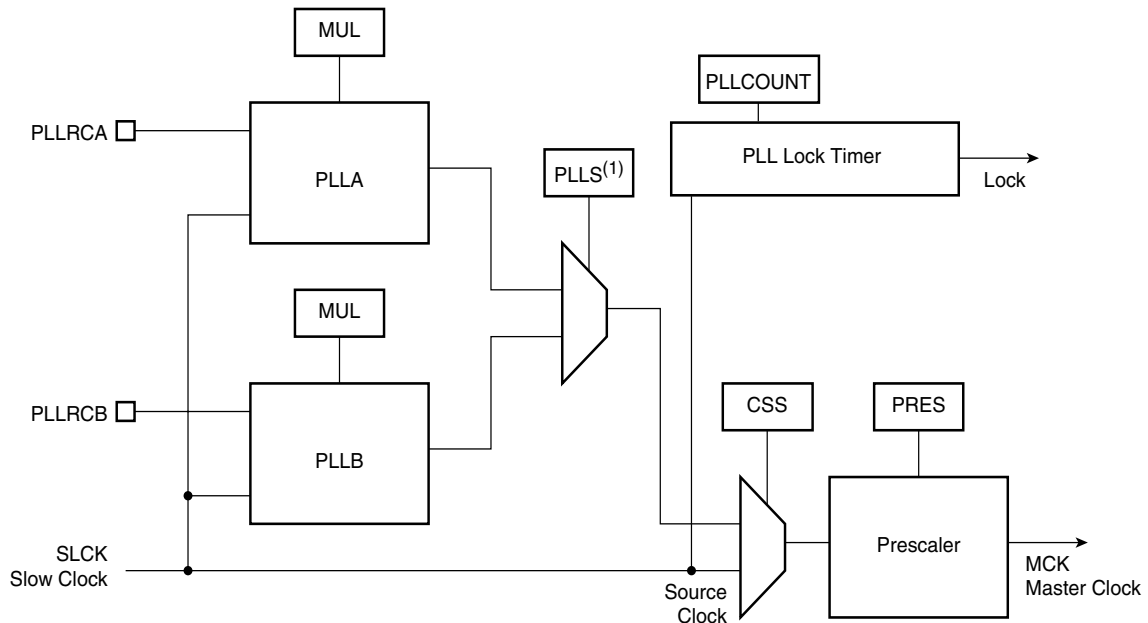 MUL
PLLCOUNT
PLLRCA
PLLA
PLLS(1)
PLL Lock Timer
Lock
MUL
PLLRCB
PLLB
CSS
PRES
Prescaler
SLCK
Slow Clock
Source
Clock
MCK
Master Clock